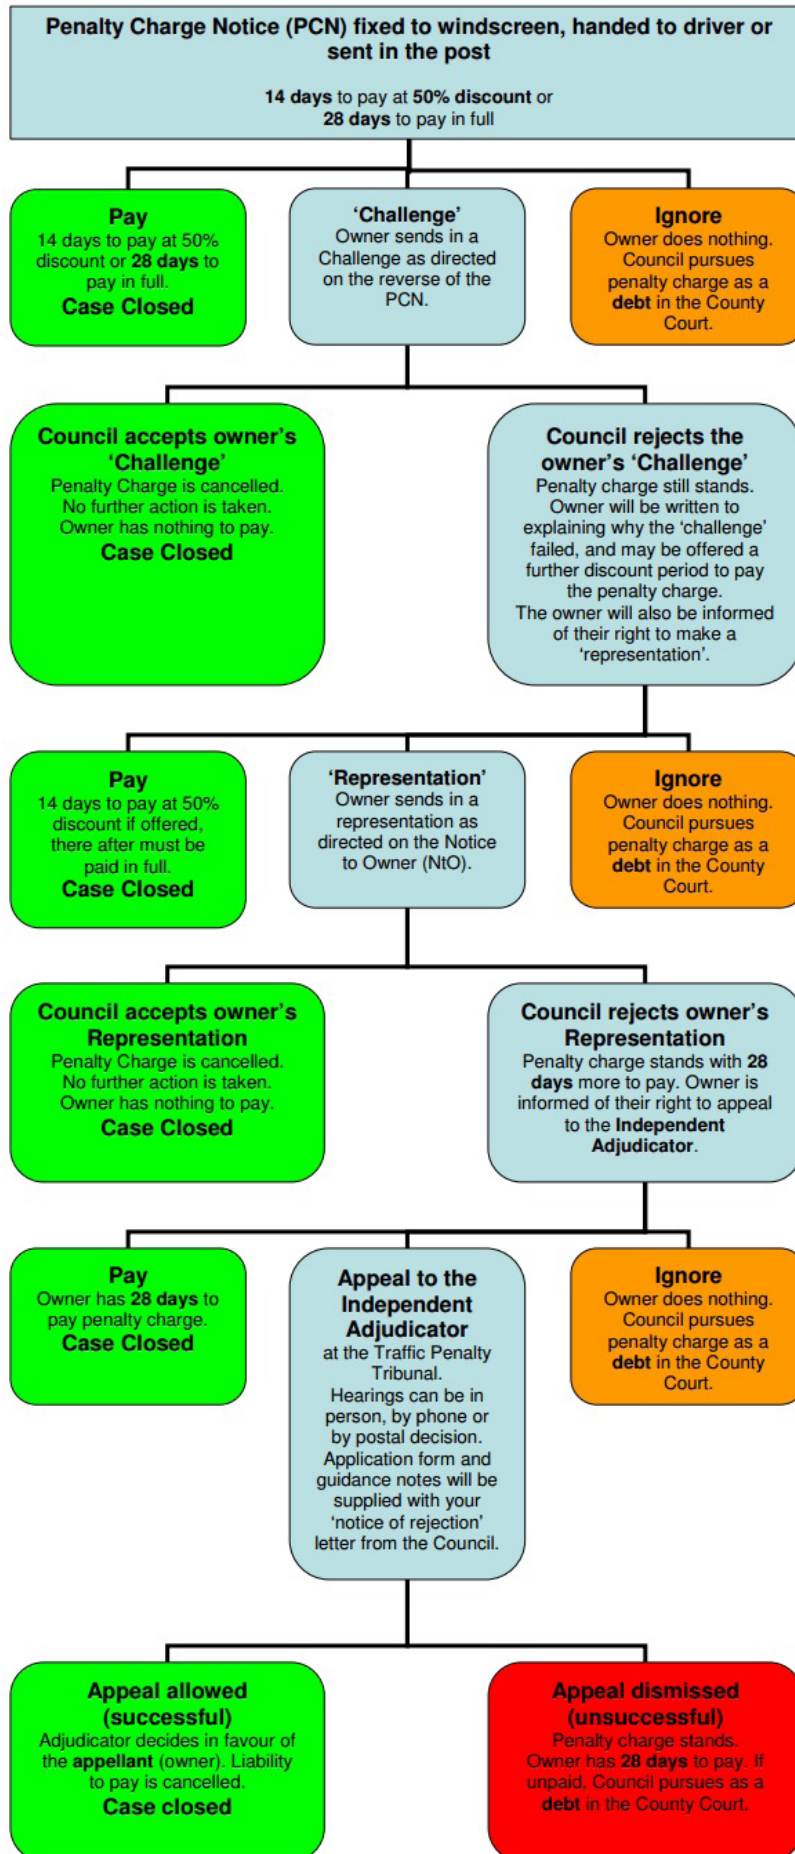 Penalty Charge Notice (PCN) fixed to windscreen, handed to driver or
sent in the post
14 days to pay at 50% discount or
28 days to pay in full
Pay
14 days to pay at 50%
discount or 28 days to
pay in full.
Case Closed
‘Challenge’
Owner sends in a
Challenge as directed
on the reverse of the
PCN.
Ignore
Owner does nothing.
Council pursues
penalty charge as a
debt in the County
Court.
Council accepts owner’s
‘Challenge’
Penalty Charge is cancelled.
No further action is taken.
Owner has nothing to pay.
Case Closed
Council rejects the
owner’s ‘Challenge’
Penalty charge still stands.
Owner will be written to
explaining why the ‘challenge’
failed, and may be offered a
further discount period to pay
the penalty charge.
The owner will also be informed
of their right to make a
‘representation’.
Pay
14 days to pay at 50%
discount if offered,
there after must be
paid in full.
Case Closed
‘Representation’
Owner sends in a
representation as
directed on the Notice
to Owner (NtO).
Ignore
Owner does nothing.
Council pursues
penalty charge as a
debt in the County
Court.
Council accepts owner’s
Representation
Penalty Charge is cancelled.
No further action is taken.
Owner has nothing to pay.
Case Closed
Council rejects owner’s
Representation
Penalty charge stands with 28
days more to pay. Owner is
informed of their right to appeal
to the Independent
Adjudicator.
Pay
Owner has 28 days to
pay penalty charge.
Case Closed
Appeal to the
Independent
Adjudicator
at the Traffic Penalty
Tribunal.
Hearings can be in
person, by phone or
by postal decision.
Application form and
guidance notes will be
supplied with your
‘notice of rejection’
letter from the Council.
Ignore
Owner does nothing.
Council pursues
penalty charge as a
debt in the County
Court.
Appeal allowed
(successful)
Adjudicator decides in favour of
the appellant (owner). Liability
to pay is cancelled.
Case closed
Appeal dismissed
(unsuccessful)
Penalty charge stands.
Owner has 28 days to pay. If
unpaid, Council pursues as a
debt in the County Court.